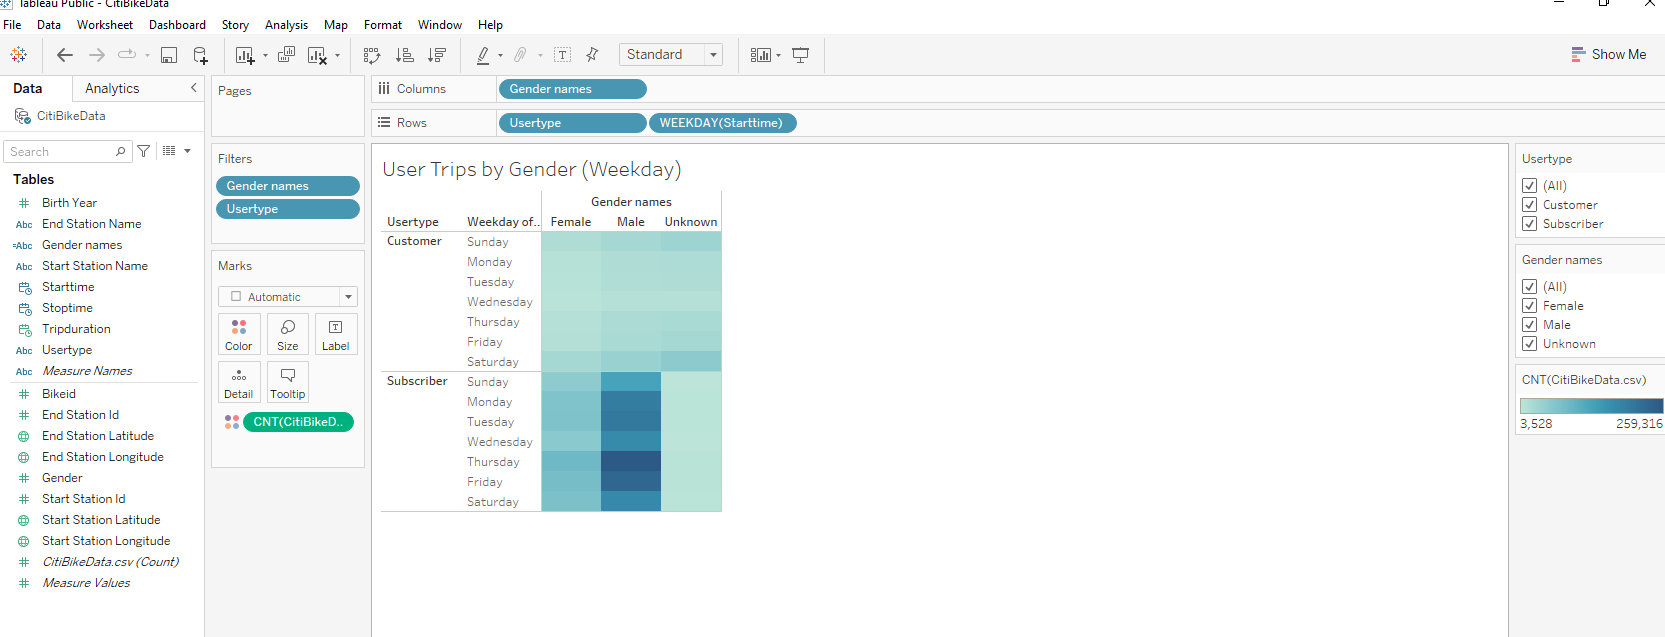 Tableau Public - CitiBikeData
File Data Worksheet Dashboard Story Analysis Map Format Window Help
Standard
Show Me
Data Analytics
CitiBikeData
Search
Tables
Birth Year
Abc End Station Name
=Abc Gender names
Abc Start Station Name
Starttime
Stoptime
Tripduration
Abc Usertype
Abc Measure Names
Bikeid
End Station Id
End Station Latitude
End Station Longitude
Gender
Start Station Id
Start Station Latitude
Start Station Longitude
CitiBikeData.csv (Count)
Measure Values
Pages
Filters
Gender names
Usertype
Marks
Automatic
Color Size Label
Detail Tooltip
CNT(CitiBikeD..
Columns Gender names
Rows Usertype WEEKDAY(Starttime)
User Trips by Gender (Weekday)
Gender names
Usertype Weekday of.. Female Male Unknown
Customer Sunday
Monday
Tuesday
Wednesday
Thursday
Friday
Saturday
Subscriber Sunday
Monday
Tuesday
Wednesday
Thursday
Friday
Saturday
Usertype
(All)
Customer
Subscriber
Gender names
(All)
Female
Male
Unknown
CNT(CitiBikeData.csv)
3,528 259,316